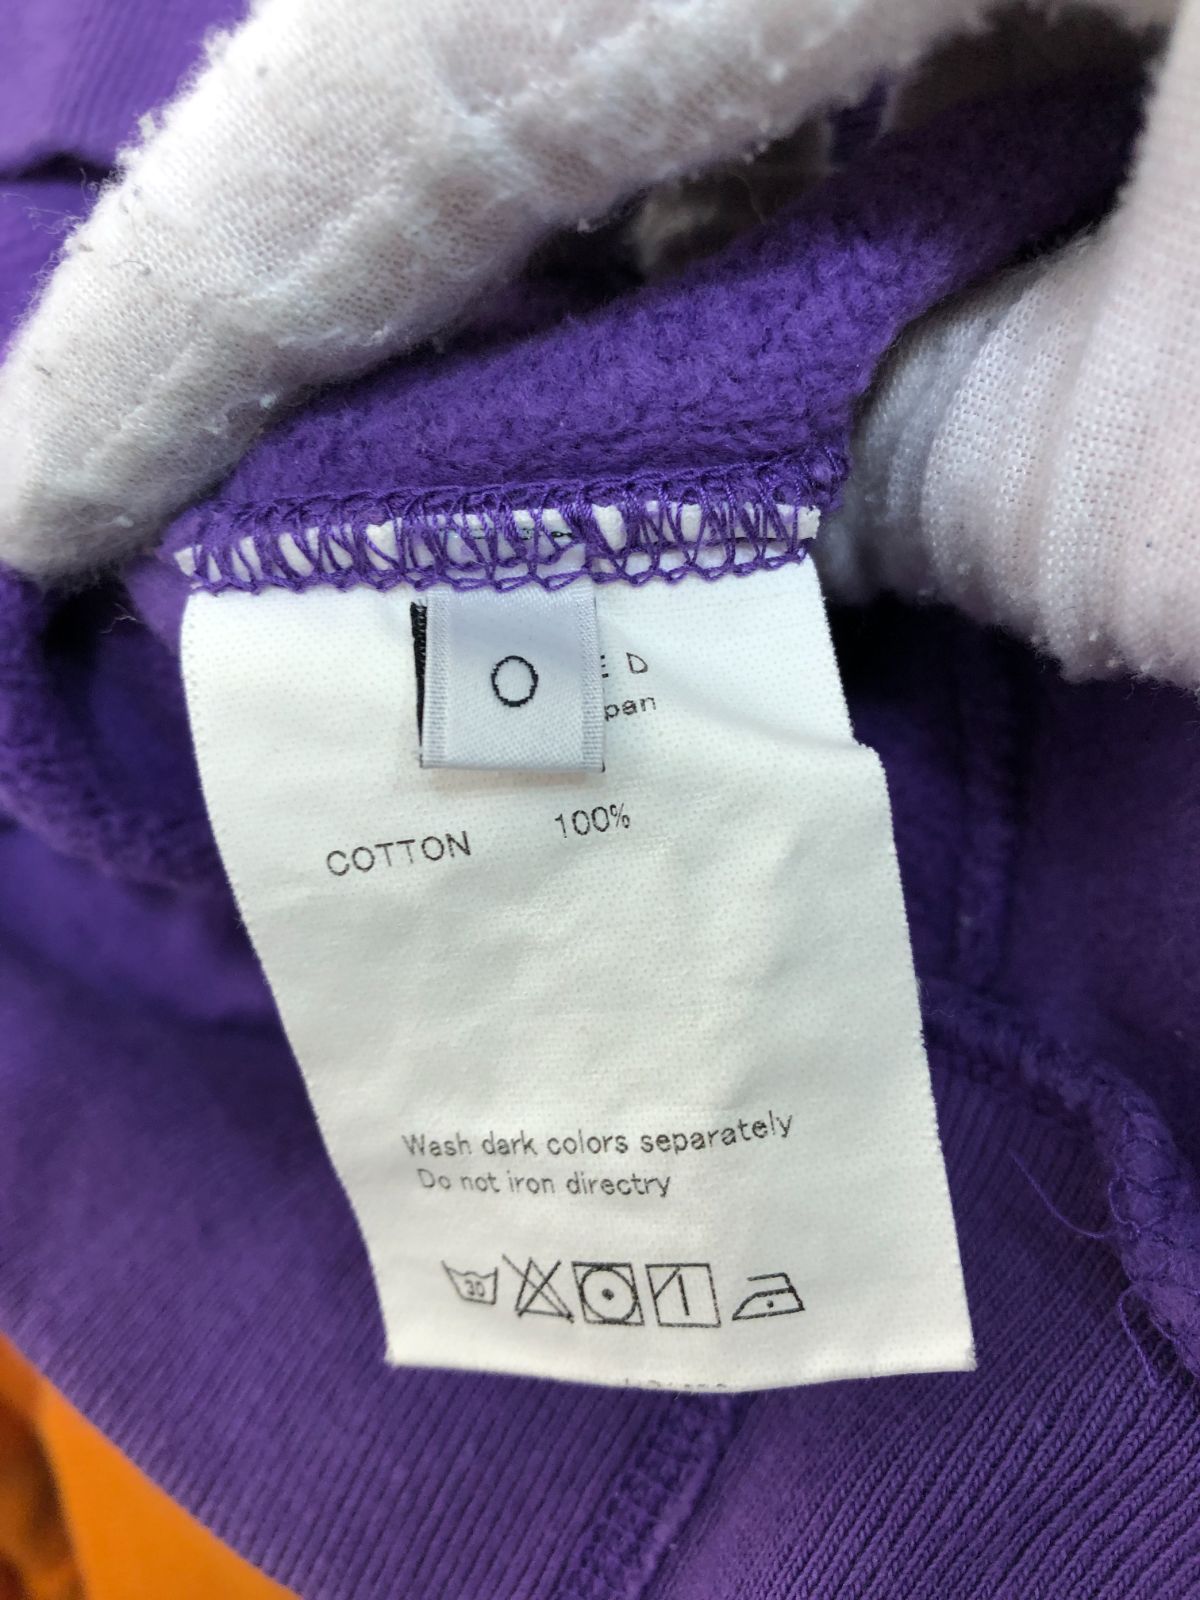 O
E D
pan
COTTON 100%
Wash dark colors separately
Do not iron directry
30